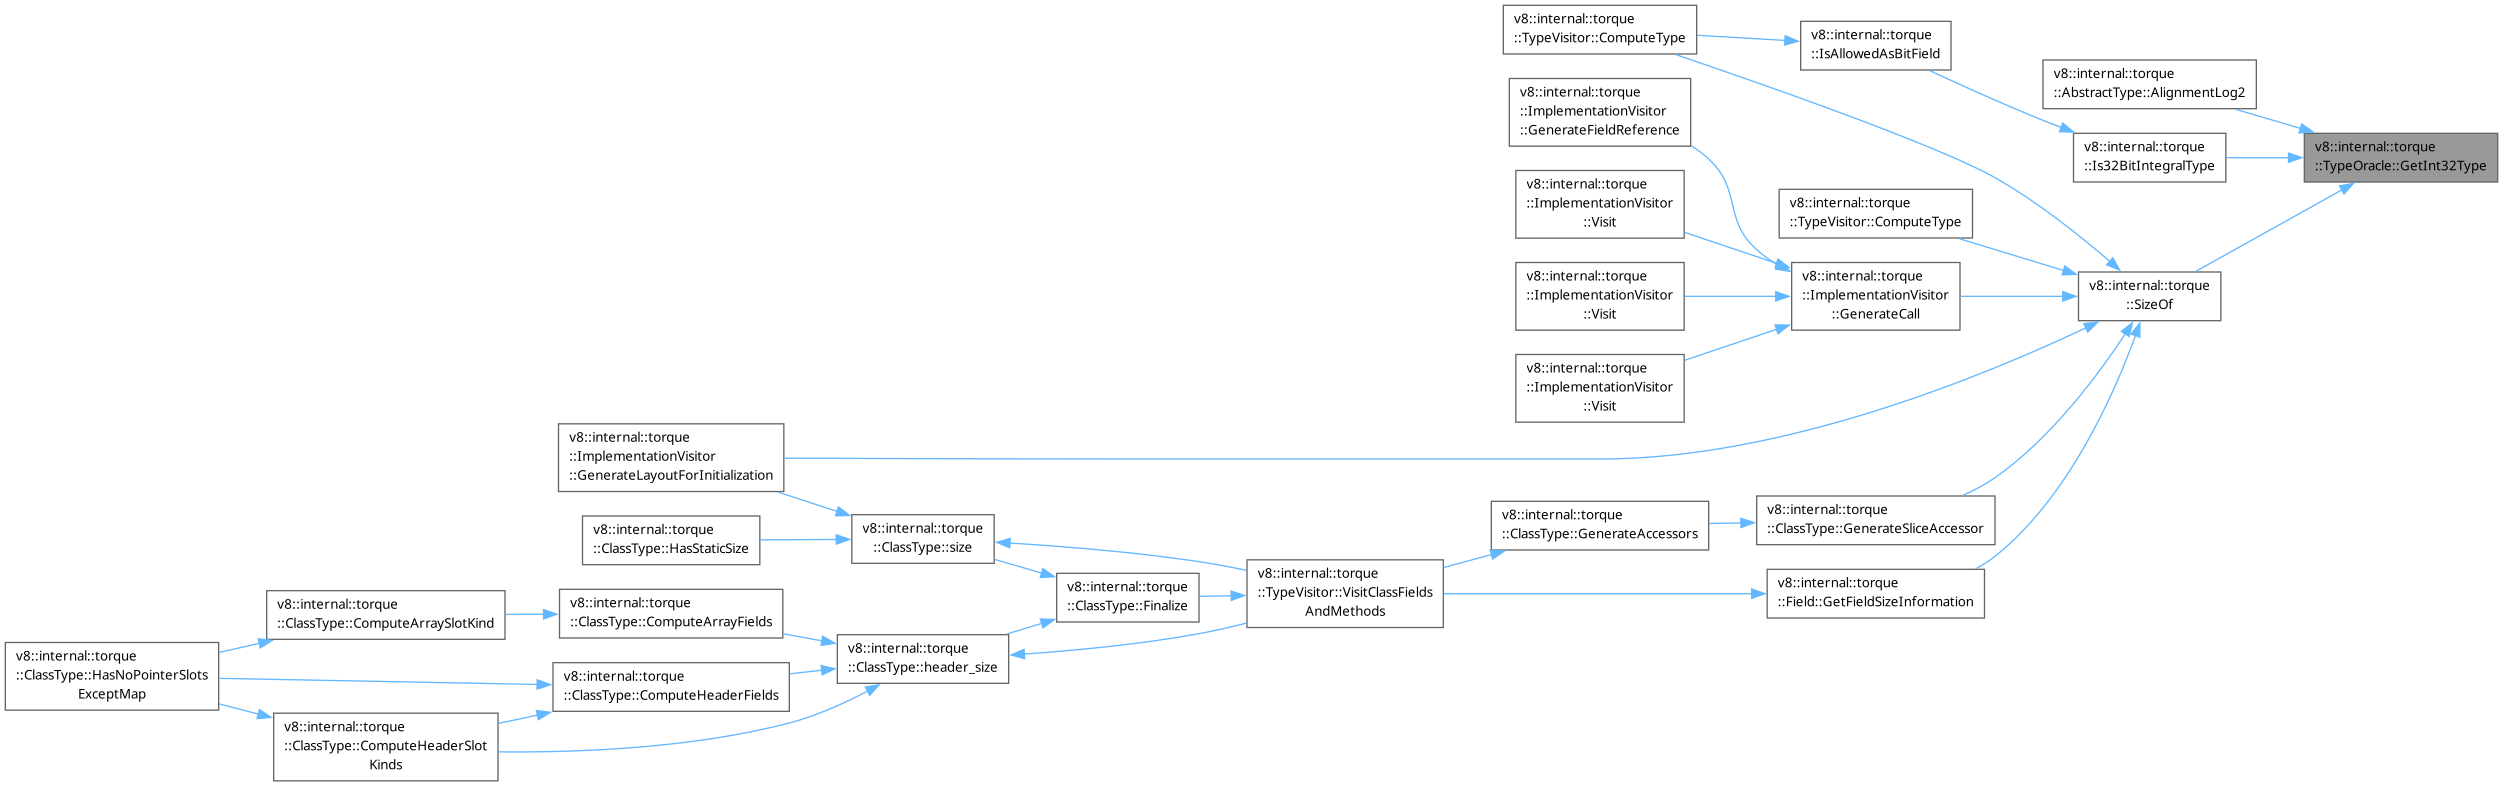 v8::internal::torque
::TypeVisitor::ComputeType
v8::internal::torque
::IsAllowedAsBitField
v8::internal::torque
::AbstractType::AlignmentLog2
v8::internal::torque
::ImplementationVisitor
::GenerateFieldReference
v8::internal::torque
::Is32BitIntegralType
v8::internal::torque
::TypeOracle::GetInt32Type
v8::internal::torque
::ImplementationVisitor
::Visit
v8::internal::torque
::TypeVisitor::ComputeType
v8::internal::torque
::ImplementationVisitor
::Visit
v8::internal::torque
::ImplementationVisitor
::GenerateCall
v8::internal::torque
::SizeOf
v8::internal::torque
::ImplementationVisitor
::Visit
v8::internal::torque
::ImplementationVisitor
::GenerateLayoutForInitialization
v8::internal::torque
::ClassType::HasStaticSize
v8::internal::torque
::ClassType::size
v8::internal::torque
::ClassType::GenerateAccessors
v8::internal::torque
::ClassType::GenerateSliceAccessor
v8::internal::torque
::ClassType::Finalize
v8::internal::torque
::TypeVisitor::VisitClassFields
AndMethods
v8::internal::torque
::Field::GetFieldSizeInformation
v8::internal::torque
::ClassType::ComputeArraySlotKind
v8::internal::torque
::ClassType::ComputeArrayFields
v8::internal::torque
::ClassType::header_size
v8::internal::torque
::ClassType::HasNoPointerSlots
ExceptMap
v8::internal::torque
::ClassType::ComputeHeaderFields
v8::internal::torque
::ClassType::ComputeHeaderSlot
Kinds